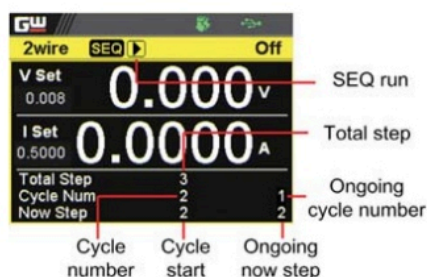 GW
2wire SEQ Off
V Set
0.008 0.000 V
I Set
0.5000 0.0000 A
Total Step 3
Cycle Num 2 1
Now Step 2 2
SEQ run
Total step
Ongoing
cycle number
Cycle
number
Cycle
start
Ongoing
now step